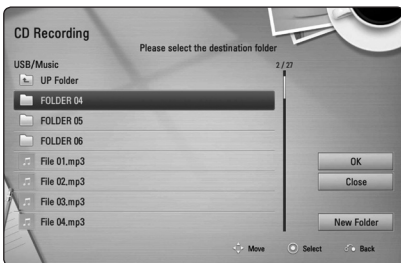 CD Recording
Please select the destination folder
USB/Music
2 / 27
UP Folder
FOLDER 04
FOLDER 05
FOLDER 06
File 01.mp3
File 02.mp3
File 03.mp3
File 04.mp3
OK
Close
New Folder
Move Select Back